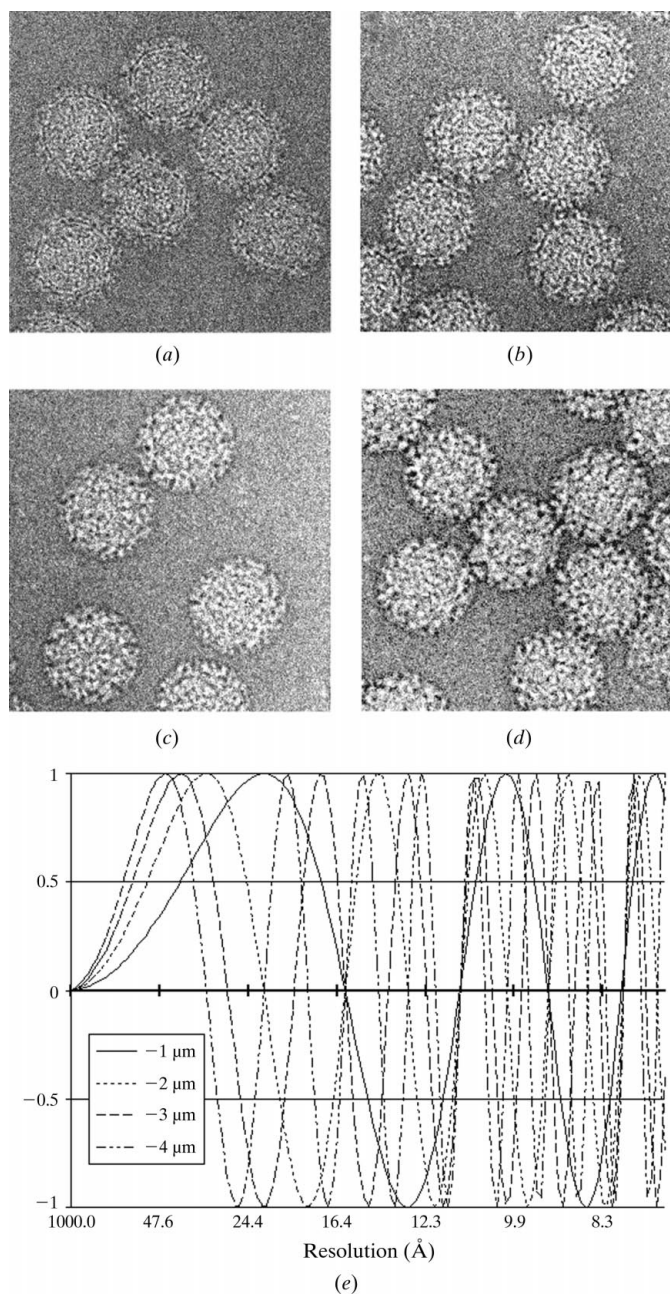 (a)
(b)
(c)
(d)
1
0.5
0
−0.5
−1
−1 µm
−2 µm
−3 µm
−4 µm
1000.0 47.6 24.4 16.4 12.3 9.9 8.3
Resolution (Å)
(e)